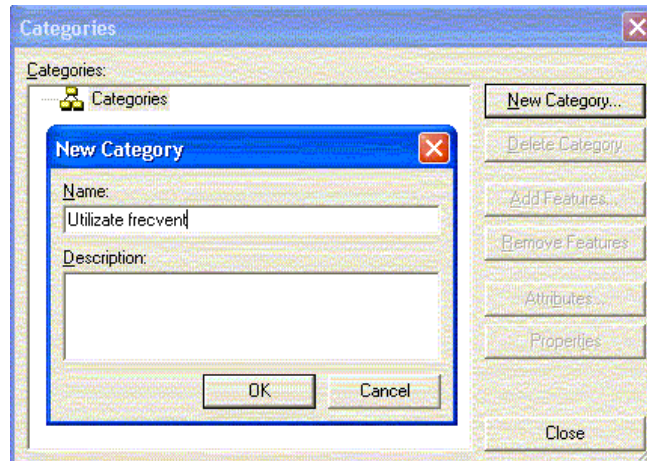 Categories
Categories:
Categories
New Category...
Delete Category
Add Features...
Remove Features
Attributes...
Properties
Close
New Category
Name:
Utilizate frecvent
Description:
OK
Cancel